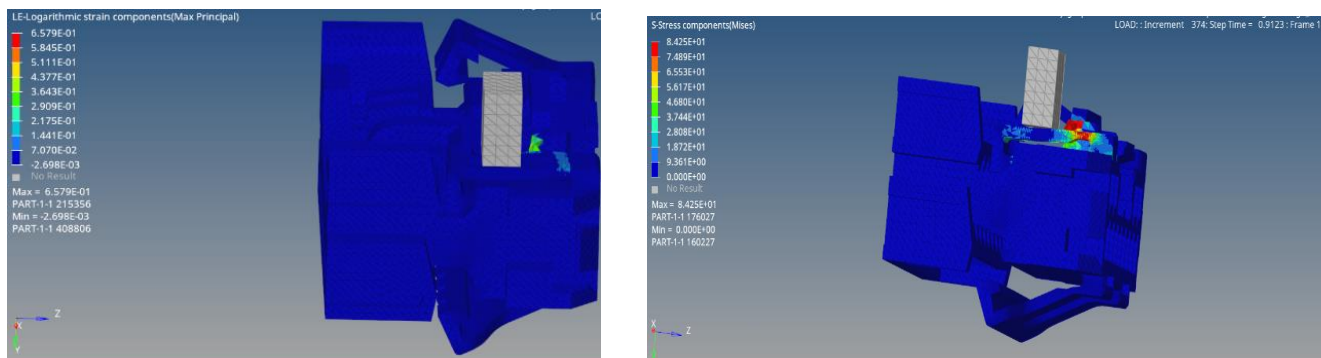 LE-Logarithmic strain components(Max Principal)
6.579E-01
5.845E-01
5.111E-01
4.377E-01
3.643E-01
2.909E-01
2.175E-01
1.441E-01
7.070E-02
-2.698E-03
No Result
Max = 6.579E-01
PART-1-1 215356
Min = -2.698E-03
PART-1-1 408806
X
Z
Y
S-Stress components(Mises)
LOAD: : Increment 374: Step Time = 0.9123 : Frame 1
8.425E+01
7.489E+01
6.553E+01
5.617E+01
4.680E+01
3.744E+01
2.808E+01
1.872E+01
9.361E+00
0.000E+00
No Result
Max = 8.425E+01
PART-1-1 176027
Min = 0.000E+00
PART-1-1 160227
X
Z